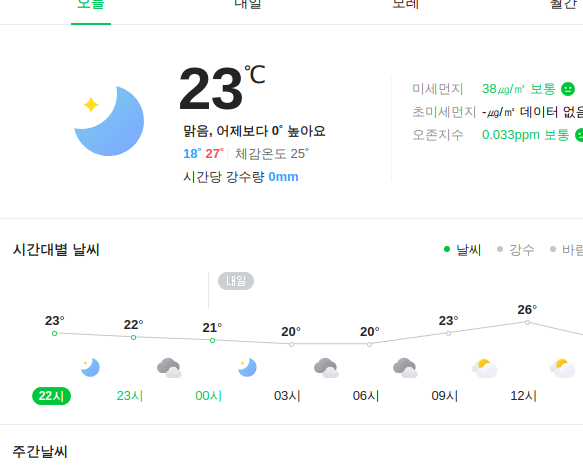 오늘 내일 모레 월간
23℃
맑음, 어제보다 0˚ 높아요
18˚ 27˚ 체감온도 25˚
시간당 강수량 0mm
미세먼지 38㎍/㎥ 보통
초미세먼지 -㎍/㎥ 데이터 없음
오존지수 0.033ppm 보통
시간대별 날씨
날씨 강수 바람
내일
23° 22° 21° 20° 20° 23° 26°
22시 23시 00시 03시 06시 09시 12시
주간날씨